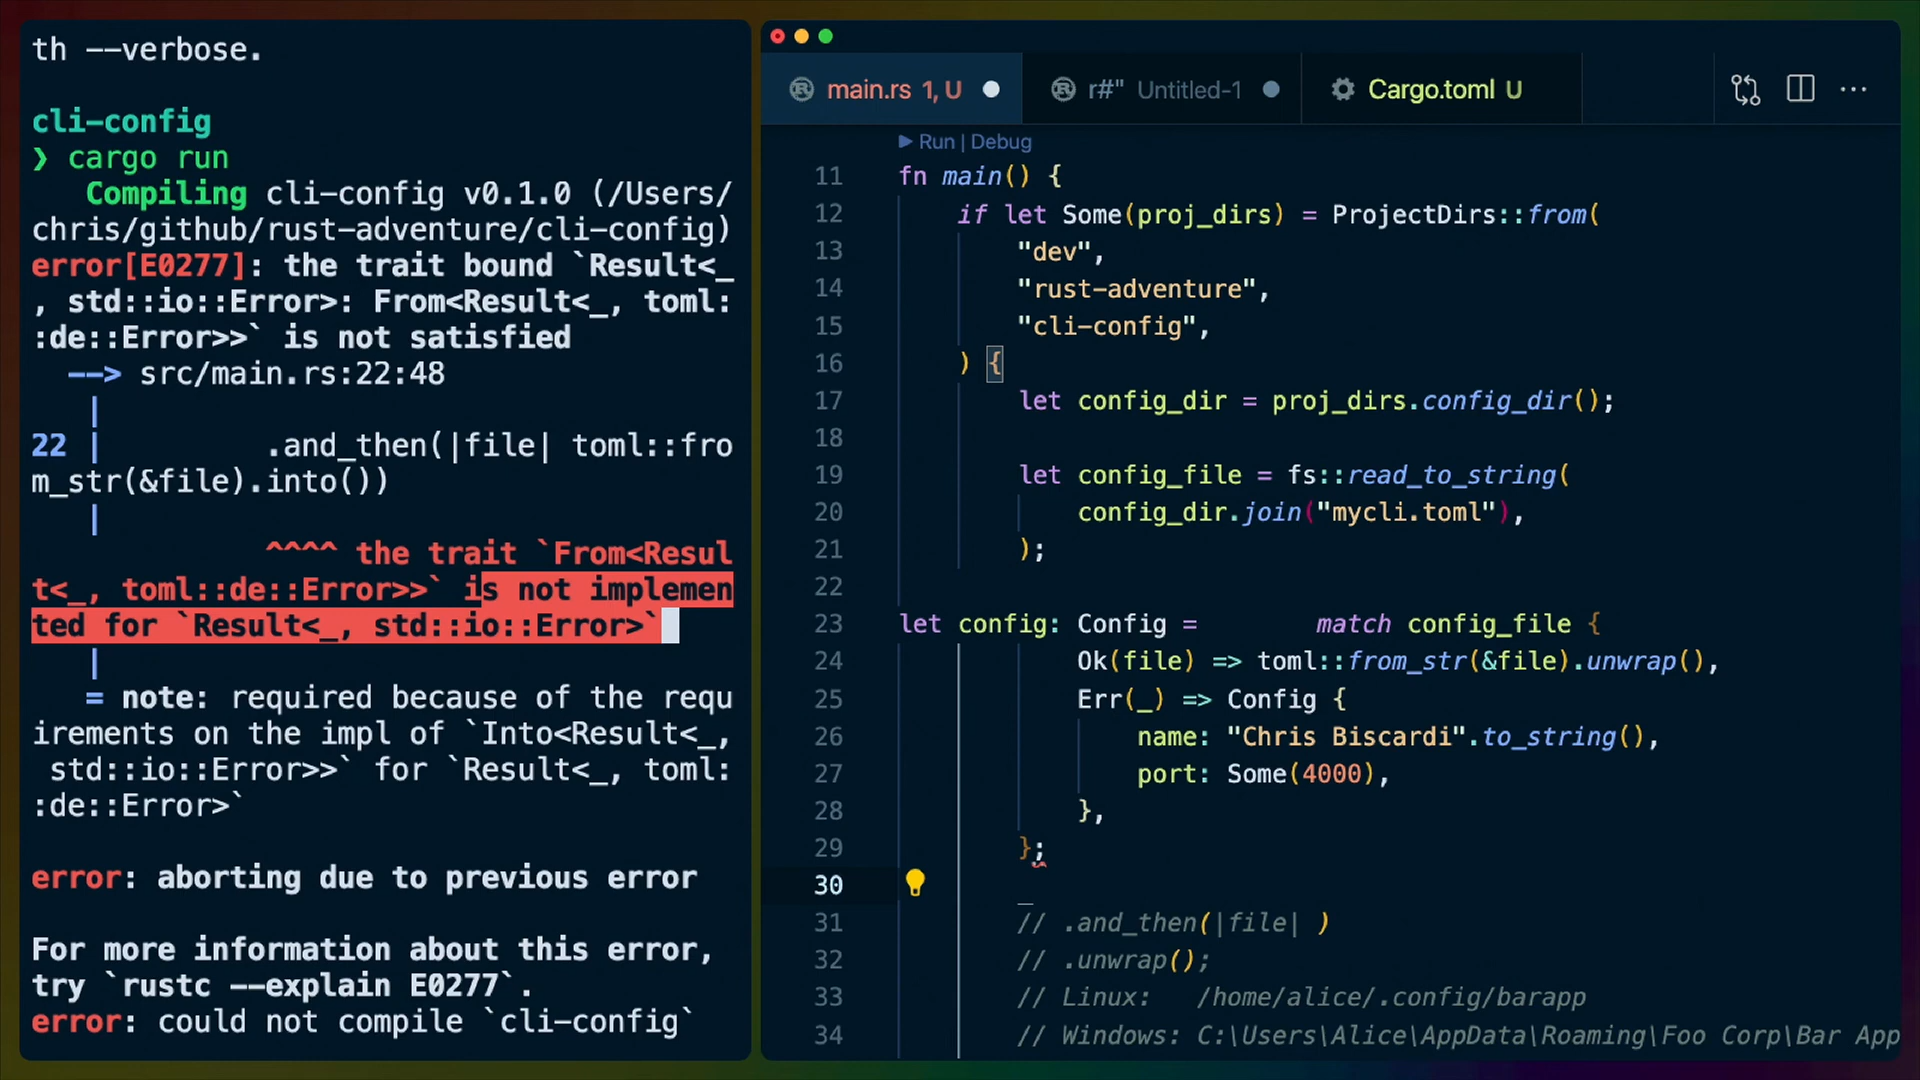 th --verbose.
cli-config
❯ cargo run
Compiling cli-config v0.1.0 (/Users/
chris/github/rust-adventure/cli-config)
error[E0277]: the trait bound `Result<_
, std::io::Error>: From<Result<_, toml:
:de::Error>>` is not satisfied
--> src/main.rs:22:48
|
22 |         .and_then(|file| toml::fro
m_str(&file).into())
|
^^^^ the trait `From<Resul
t<_, toml::de::Error>>` is not implemen
ted for `Result<_, std::io::Error>`
|
= note: required because of the requ
irements on the impl of `Into<Result<_,
std::io::Error>>` for `Result<_, toml:
:de::Error>`
error: aborting due to previous error
For more information about this error,
try `rustc --explain E0277`.
error: could not compile `cli-config`
main.rs 1, U
r#" Untitled-1
Cargo.toml U
···
Run | Debug
11 fn main() {
12 if let Some(proj_dirs) = ProjectDirs::from(
13 "dev",
14 "rust-adventure",
15 "cli-config",
16 ) {
17 let config_dir = proj_dirs.config_dir();
18
19 let config_file = fs::read_to_string(
20 config_dir.join("mycli.toml"),
21 );
22
23 let config: Config =        match config_file {
24 Ok(file) => toml::from_str(&file).unwrap(),
25 Err(_) => Config {
26 name: "Chris Biscardi".to_string(),
27 port: Some(4000),
28 },
29 };
30
31 // .and_then(|file| )
32 // .unwrap();
33 // Linux:   /home/alice/.config/barapp
34 // Windows: C:\Users\Alice\AppData\Roaming\Foo Corp\Bar App